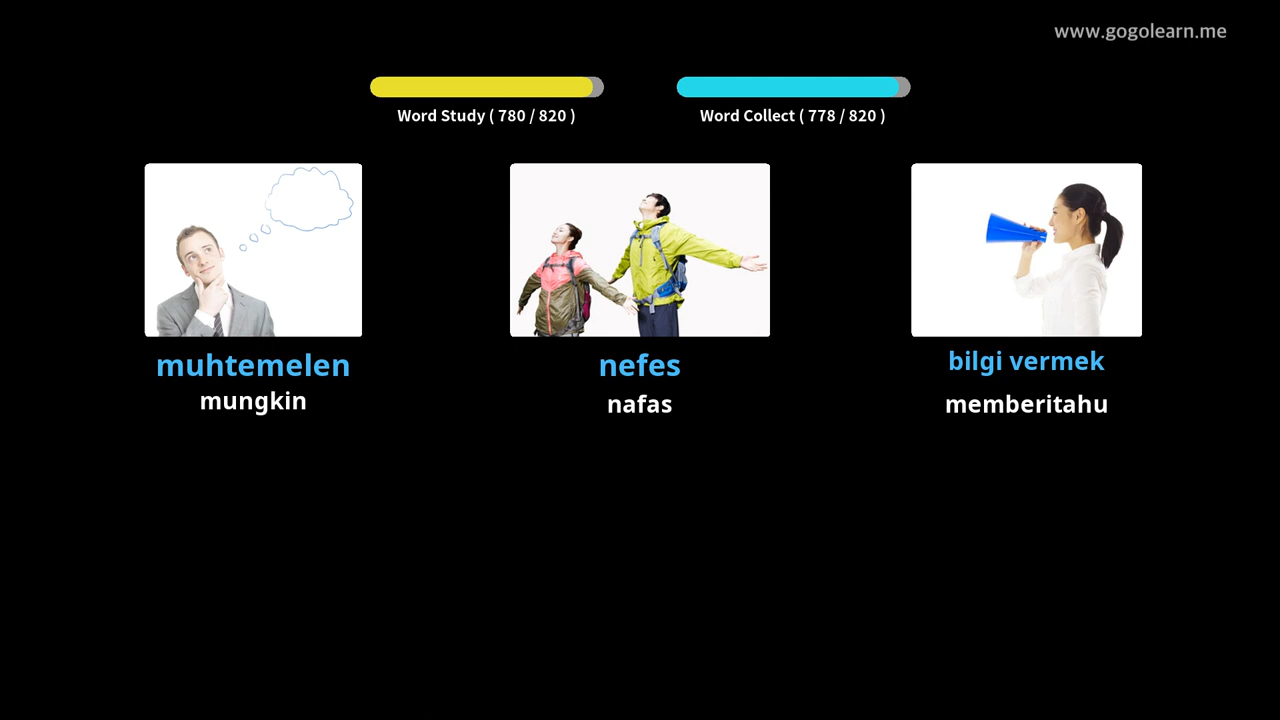 www.gogolearn.me
Word Study ( 780 / 820 )
Word Collect ( 778 / 820 )
muhtemelen
mungkin
nefes
nafas
bilgi vermek
memberitahu